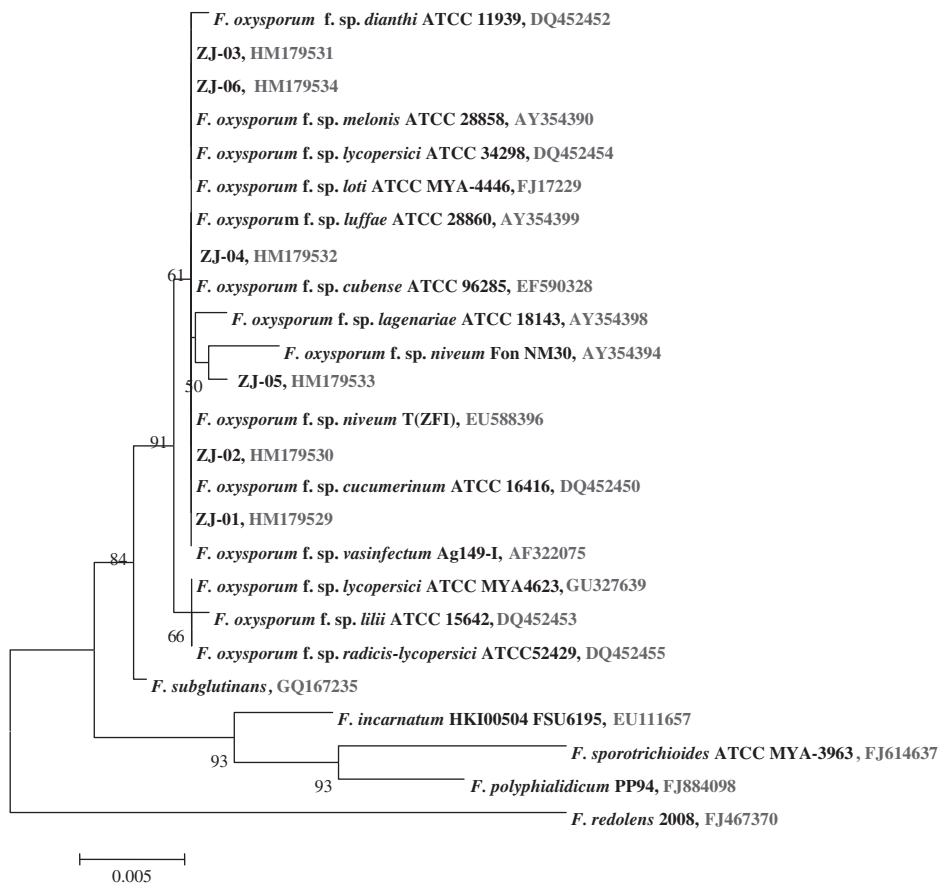 F. oxysporum f. sp. dianthi ATCC 11939, DQ452452
ZJ-03, HM179531
ZJ-06, HM179534
F. oxysporum f. sp. melonis ATCC 28858, AY354390
F. oxysporum f. sp. lycopersici ATCC 34298, DQ452454
F. oxysporum f. sp. loti ATCC MYA-4446, FJ17229
F. oxysporum f. sp. luffae ATCC 28860, AY354399
ZJ-04, HM179532
61
F. oxysporum f. sp. cubense ATCC 96285, EF590328
F. oxysporum f. sp. lagenariae ATCC 18143, AY354398
F. oxysporum f. sp. niveum Fon NM30, AY354394
ZJ-05, HM179533
50
F. oxysporum f. sp. niveum T(ZFI), EU588396
91
ZJ-02, HM179530
F. oxysporum f. sp. cucumerinum ATCC 16416, DQ452450
ZJ-01, HM179529
F. oxysporum f. sp. vasinfectum Ag149-I, AF322075
84
F. oxysporum f. sp. lycopersici ATCC MYA4623, GU327639
F. oxysporum f. sp. lilii ATCC 15642, DQ452453
66
F. oxysporum f. sp. radicis-lycopersici ATCC52429, DQ452455
F. subglutinans, GQ167235
F. incarnatum HKI00504 FSU6195, EU111657
F. sporotrichioides ATCC MYA-3963, FJ614637
93
F. polyphialidicum PP94, FJ884098
93
F. redolens 2008, FJ467370
0.005